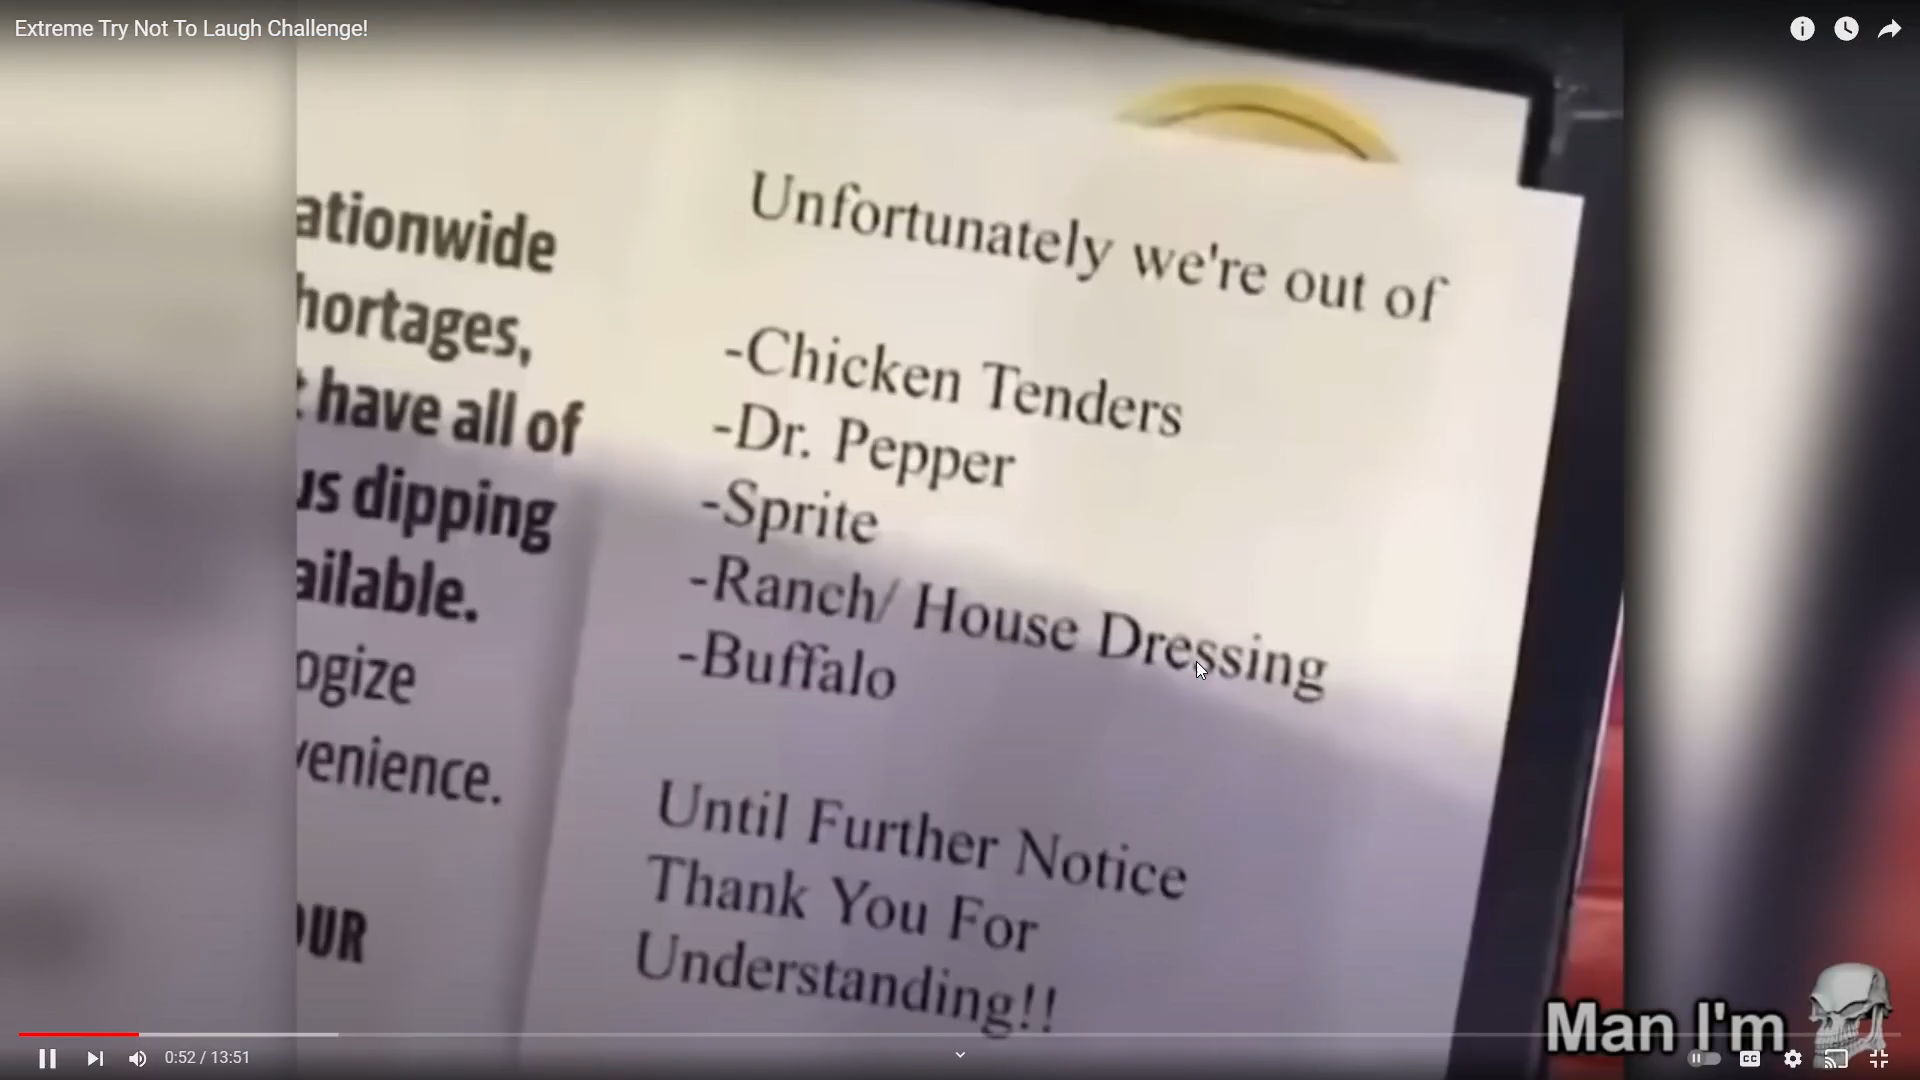 Extreme Try Not To Laugh Challenge!
ationwide
hortages,
t have all of
us dipping
ailable.
ogize
venience.
OUR
Unfortunately we're out of
-Chicken Tenders
-Dr. Pepper
-Sprite
-Ranch/ House Dressing
-Buffalo
Until Further Notice
Thank You For
Understanding!!
Man I'm
0:52 / 13:51
CC